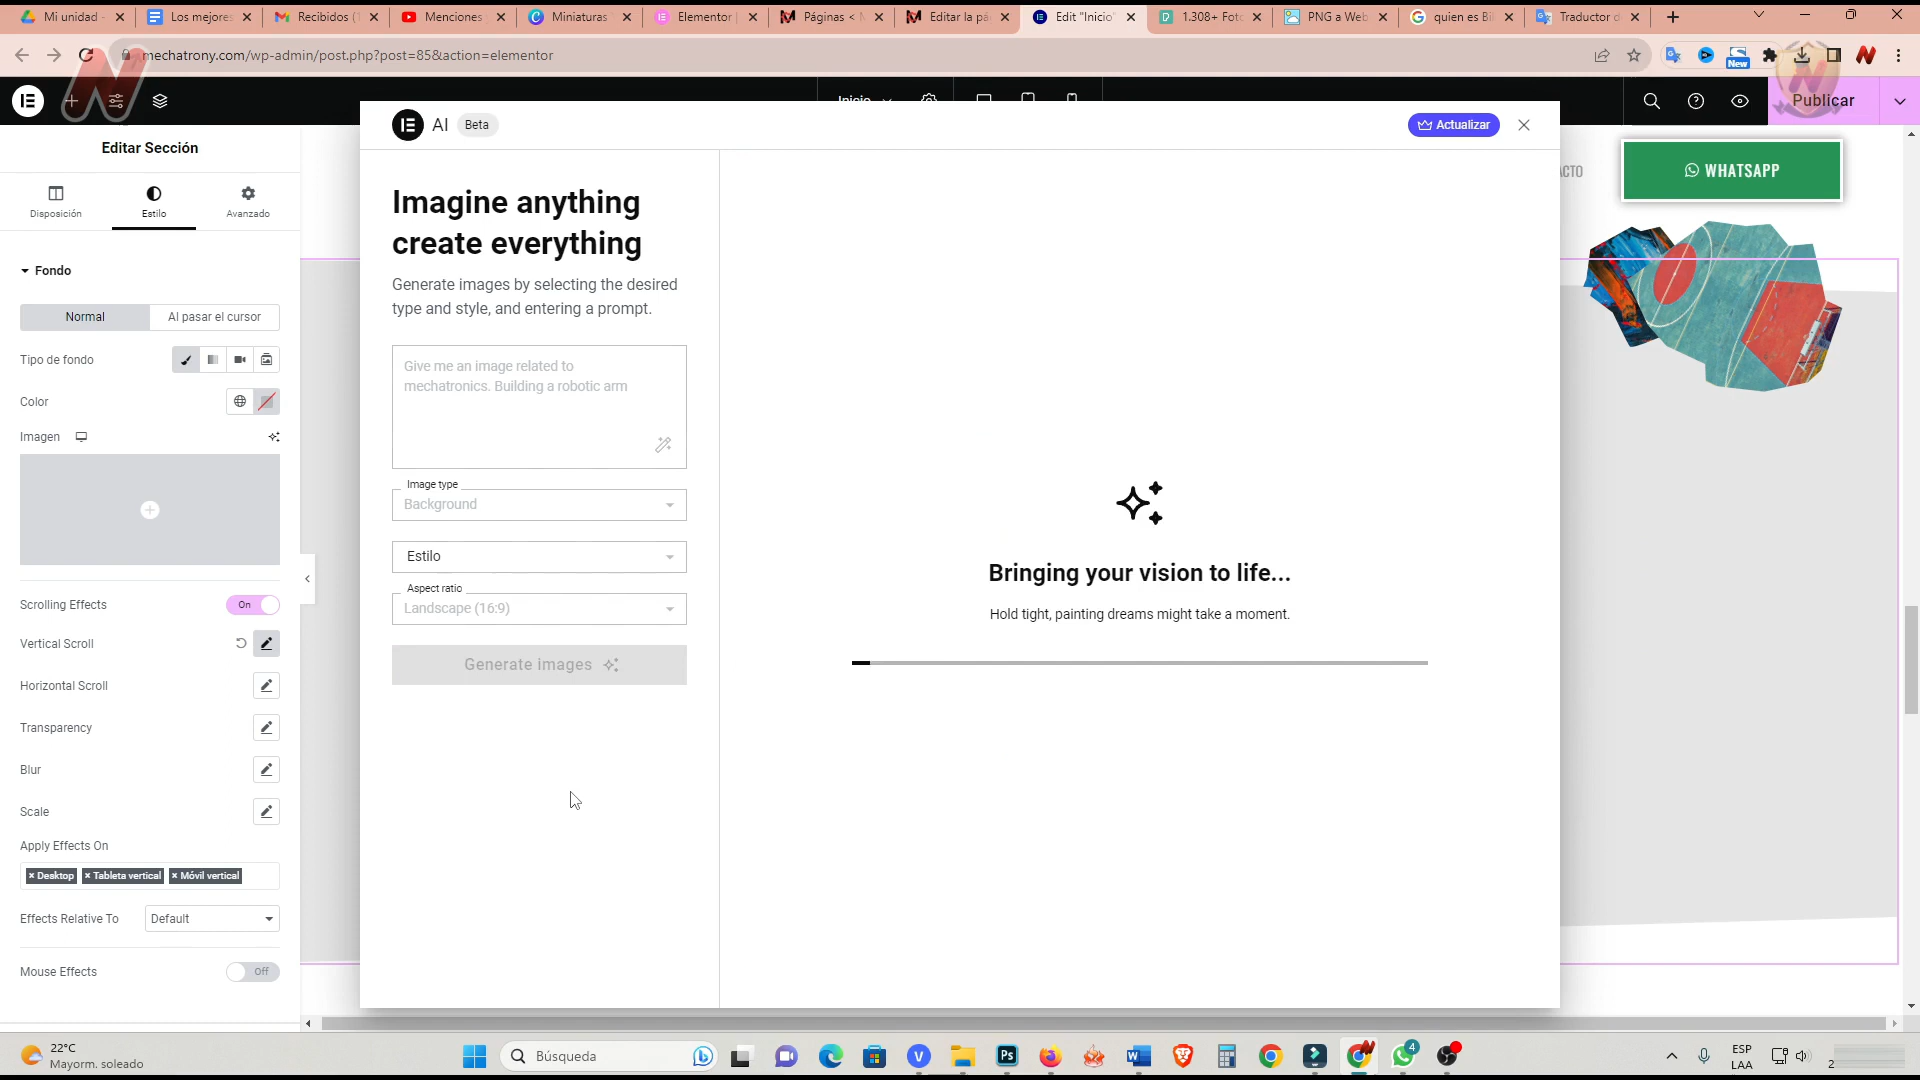 Mi unidad -
Los mejores
Recibidos (1
Menciones
Miniaturas
Elementor |
Páginas < M
Editar la pá
Edit "Inicio"
1.308+ Foto
PNG a Web
quien es Bi
Traductor d
mechatrony.com/wp-admin/post.php?post=85&action=elementor
New
Inicio
Publicar
AI
Beta
Actualizar
Editar Sección
Disposición
Estilo
Avanzado
Fondo
Normal
Al pasar el cursor
Tipo de fondo
Color
Imagen
Scrolling Effects
On
Vertical Scroll
Horizontal Scroll
Transparency
Blur
Scale
Apply Effects On
× Desktop
× Tableta vertical
× Móvil vertical
Effects Relative To
Default
Mouse Effects
Off
Imagine anything
create everything
Generate images by selecting the desired
type and style, and entering a prompt.
Give me an image related to
mechatronics. Building a robotic arm
Image type
Background
Estilo
Aspect ratio
Landscape (16:9)
Generate images
Bringing your vision to life...
Hold tight, painting dreams might take a moment.
ACTO
WHATSAPP
22°C
Mayorm. soleado
Búsqueda
Ps
4
ESP
LAA
2